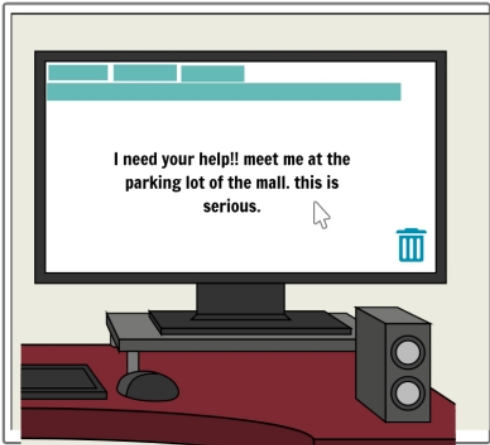 I need your help!! meet me at the
parking lot of the mall. this is
serious.